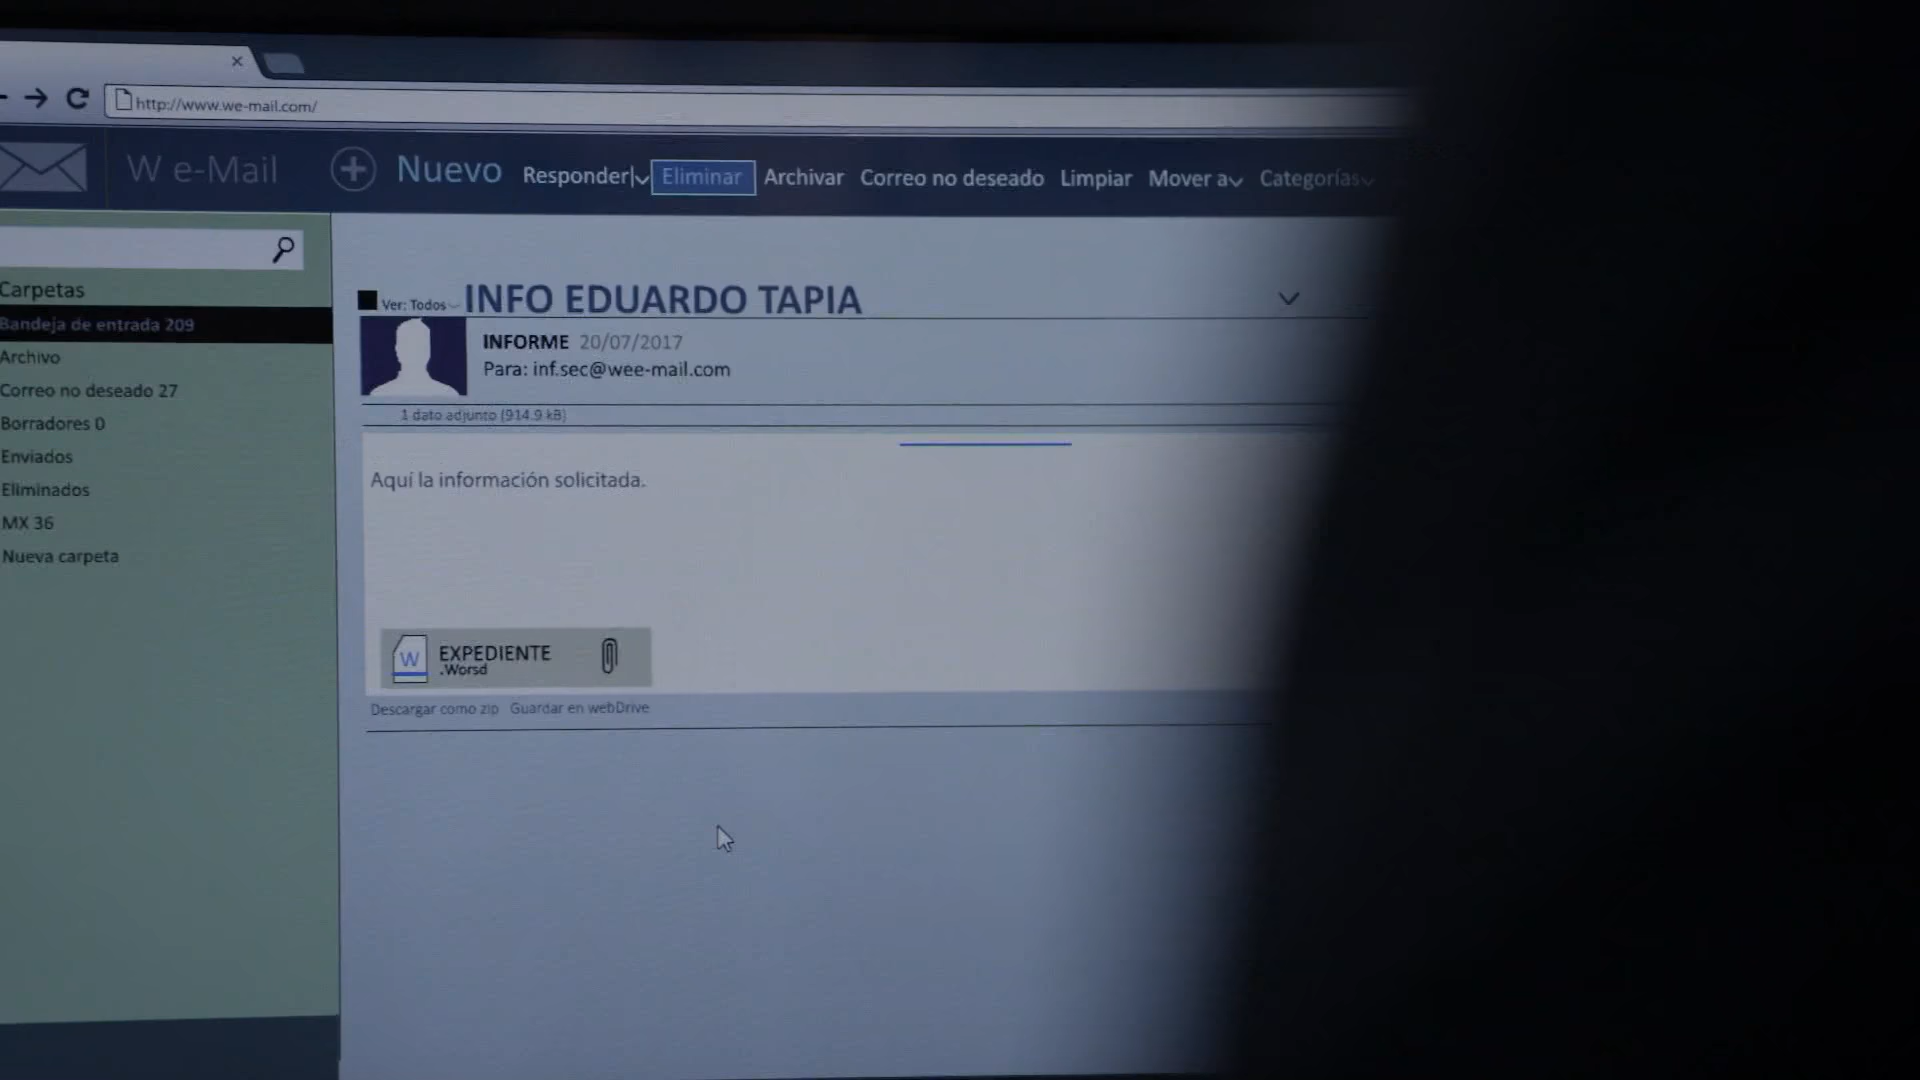 http://www.we-mail.com/
W e-Mail
Nuevo Responder Eliminar Archivar Correo no deseado Limpiar Mover a Categorías
Carpetas
Bandeja de entrada 209
Archivo
Correo no deseado 27
Borradores 0
Enviados
Eliminados
MX 36
Nueva carpeta
Ver: Todos INFO EDUARDO TAPIA
INFORME 20/07/2017
Para: inf.sec@wee-mail.com
1 dato adjunto (914.9 kB)
Aquí la información solicitada.
W
EXPEDIENTE
.Worsd
Descargar como zip Guardar en webDrive